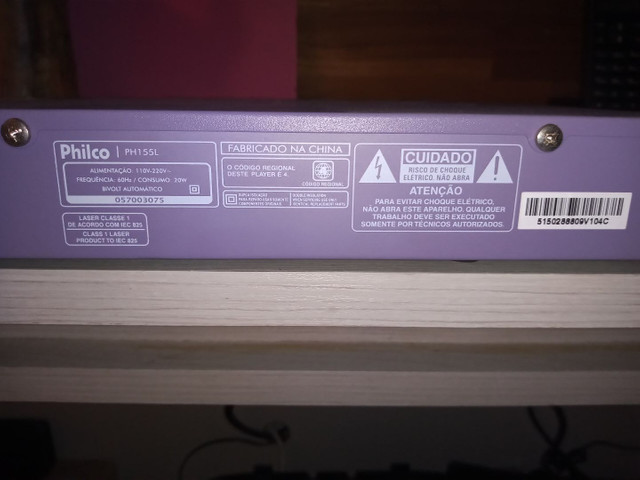 Philco PH155L
ALIMENTAÇÃO: 110V-220V~
FREQUÊNCIA: 60Hz / CONSUMO: 20W
BIVOLT AUTOMÁTICO
057003075
LASER CLASSE 1
DE ACORDO COM IEC 825
CLASS 1 LASER
PRODUCT TO IEC 825
FABRICADO NA CHINA
O CÓDIGO REGIONAL
DESTE PLAYER É 4.
CUIDADO
RISCO DE CHOQUE
ELÉTRICO, NÃO ABRA
ATENÇÃO
PARA EVITAR CHOQUE ELÉTRICO,
NÃO ABRA ESTE APARELHO. QUALQUER
TRABALHO DEVE SER EXECUTADO
SOMENTE POR TÉCNICOS AUTORIZADOS.
5150288809V104C